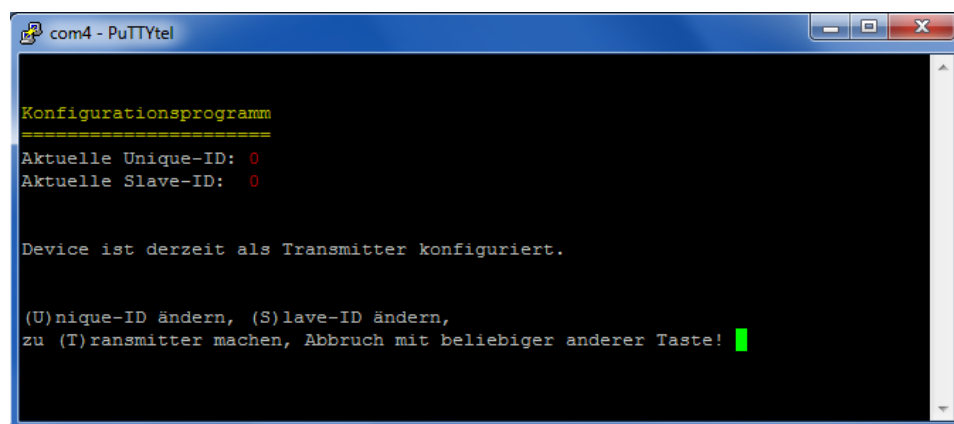 com4 - PuTTYtel
Konfigurationsprogramm
======================
Aktuelle Unique-ID: 0
Aktuelle Slave-ID: 0
Device ist derzeit als Transmitter konfiguriert.
(U)nique-ID ändern, (S)lave-ID ändern,
zu (T)ransmitter machen, Abbruch mit beliebiger anderer Taste!